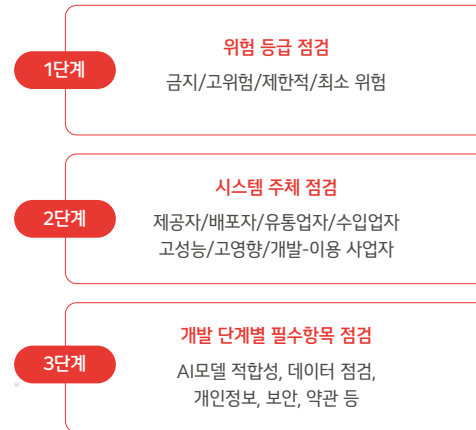 1단계
위험 등급 점검
금지/고위험/제한적/최소 위험
2단계
시스템 주체 점검
제공자/배포자/유통업자/수입업자
고성능/고영향/개발-이용 사업자
3단계
개발 단계별 필수항목 점검
AI모델 적합성, 데이터 점검,
개인정보, 보안, 약관 등